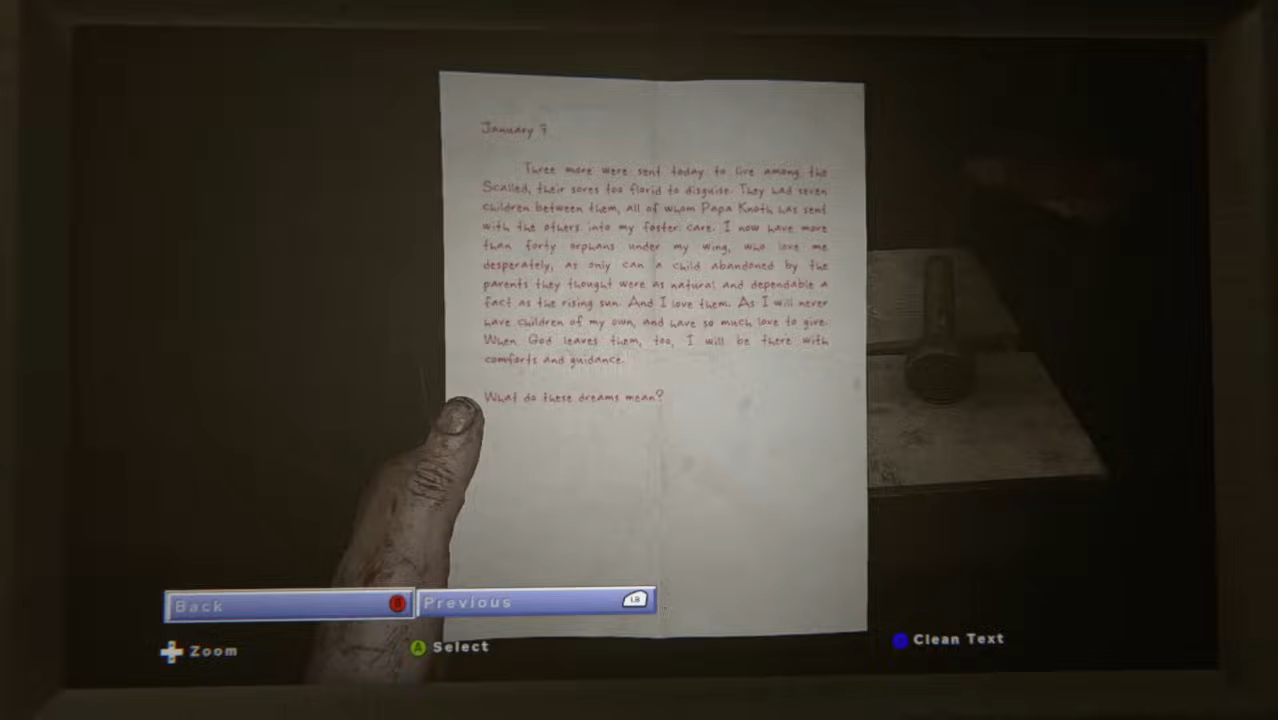 January 7
Three more were sent today to live among the
Scalled, their sores too florid to disguise. They had seven
children between them, all of whom Papa Knoth has sent
with the others into my foster care. I now have more
than forty orphans under my wing, who love me
desperately, as only can a child abandoned by the
parents they thought were as natural and dependable a
fact as the rising sun. And I love them. As I will never
have children of my own, and have so much love to give.
When God leaves them, too, I will be there with
comforts and guidance.
What do these dreams mean?
Back B
Previous LB
Zoom
A Select
Clean Text